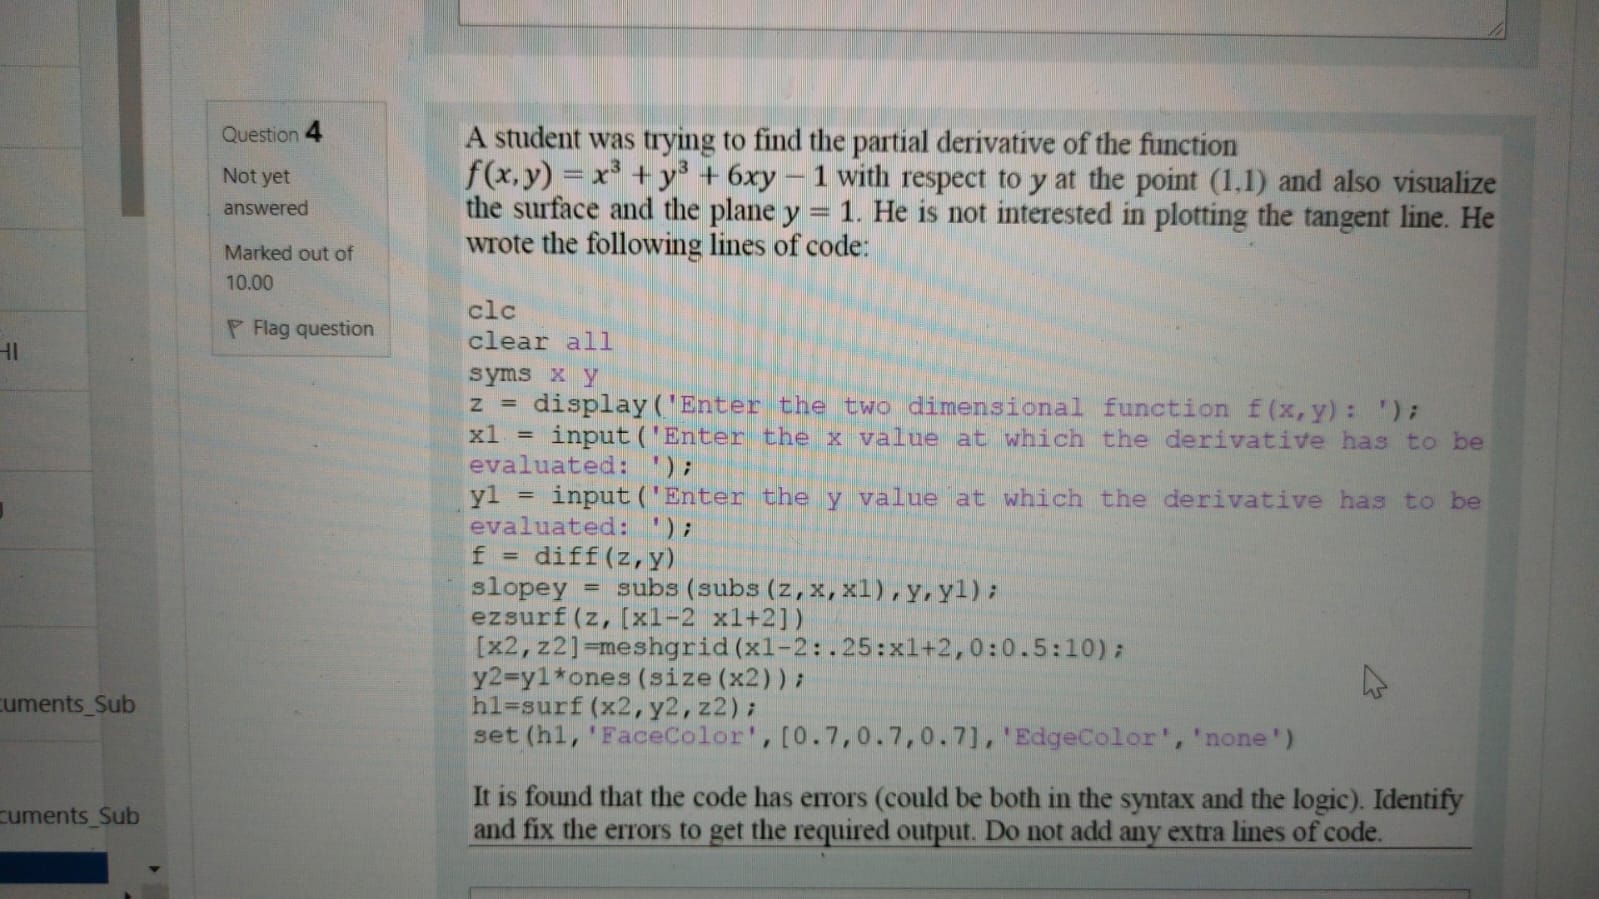 Question 4
Not yet
answered
Marked out of
10.00
Flag question
HI
cuments_Sub
cuments_Sub
A student was trying to find the partial derivative of the function
f(x,y) = x³ + y³ + 6xy − 1 with respect to y at the point (1,1) and also visualize
the surface and the plane y = 1. He is not interested in plotting the tangent line. He
wrote the following lines of code:
clc
clear all
syms x y
z = display('Enter the two dimensional function f(x,y): ');
x1 = input('Enter the x value at which the derivative has to be
evaluated: ');
y1 = input('Enter the y value at which the derivative has to be
evaluated: ');
f = diff(z,y)
slopey = subs(subs(z,x,x1),y,y1);
ezsurf(z,[x1-2 x1+2])
[x2,z2]=meshgrid(x1-2:.25:x1+2,0:0.5:10);
y2=y1*ones(size(x2));
h1=surf(x2,y2,z2);
set(h1,'FaceColor',[0.7,0.7,0.7],'EdgeColor','none')
It is found that the code has errors (could be both in the syntax and the logic). Identify
and fix the errors to get the required output. Do not add any extra lines of code.